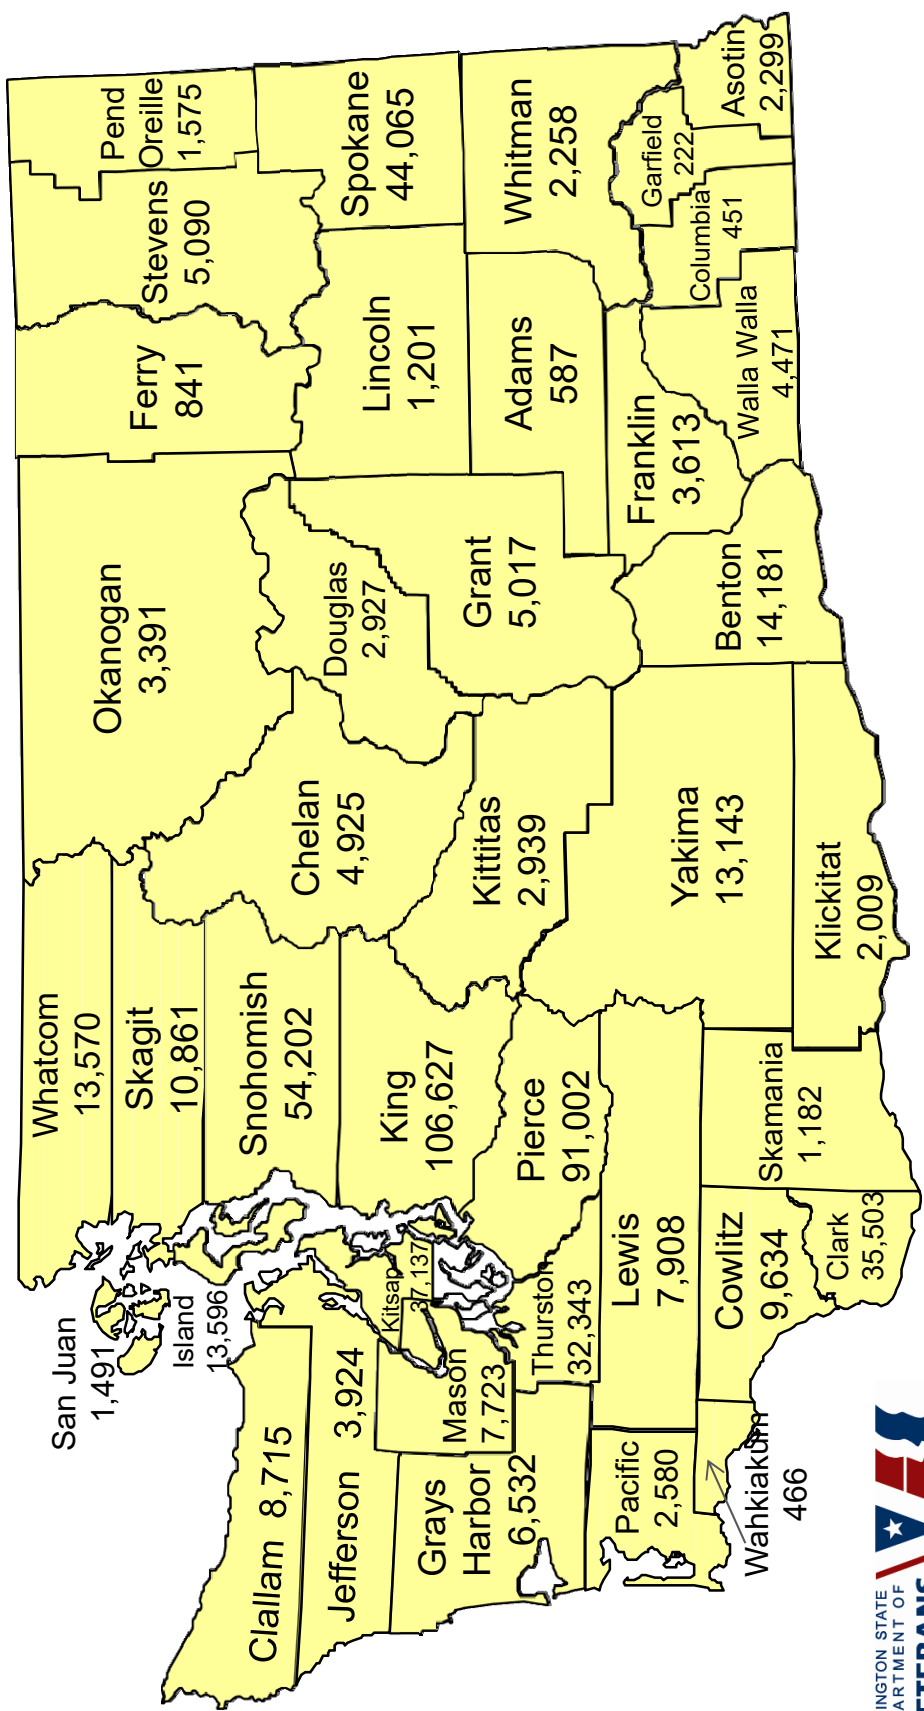 Whatcom
13,570
San Juan
1,491
Skagit
10,861
Island
13,596
Snohomish
54,202
Okanogan
3,391
Ferry
841
Stevens
5,090
Pend
Oreille
1,575
Clallam 8,715
Jefferson 3,924
Kitsap
37,137
King
106,627
Chelan
4,925
Douglas
2,927
Lincoln
1,201
Spokane
44,065
Grays
Harbor
6,532
Mason
7,723
Thurston
32,343
Pierce
91,002
Kittitas
2,939
Grant
5,017
Adams
587
Whitman
2,258
Pacific
2,580
Lewis
7,908
Yakima
13,143
Benton
14,181
Franklin
3,613
Walla Walla
4,471
Columbia
451
Garfield
222
Asotin
2,299
Wahkiakum
466
Cowlitz
9,634
Clark
35,503
Skamania
1,182
Klickitat
2,009
INGTON STATE
ARTMENT OF
ETERANS